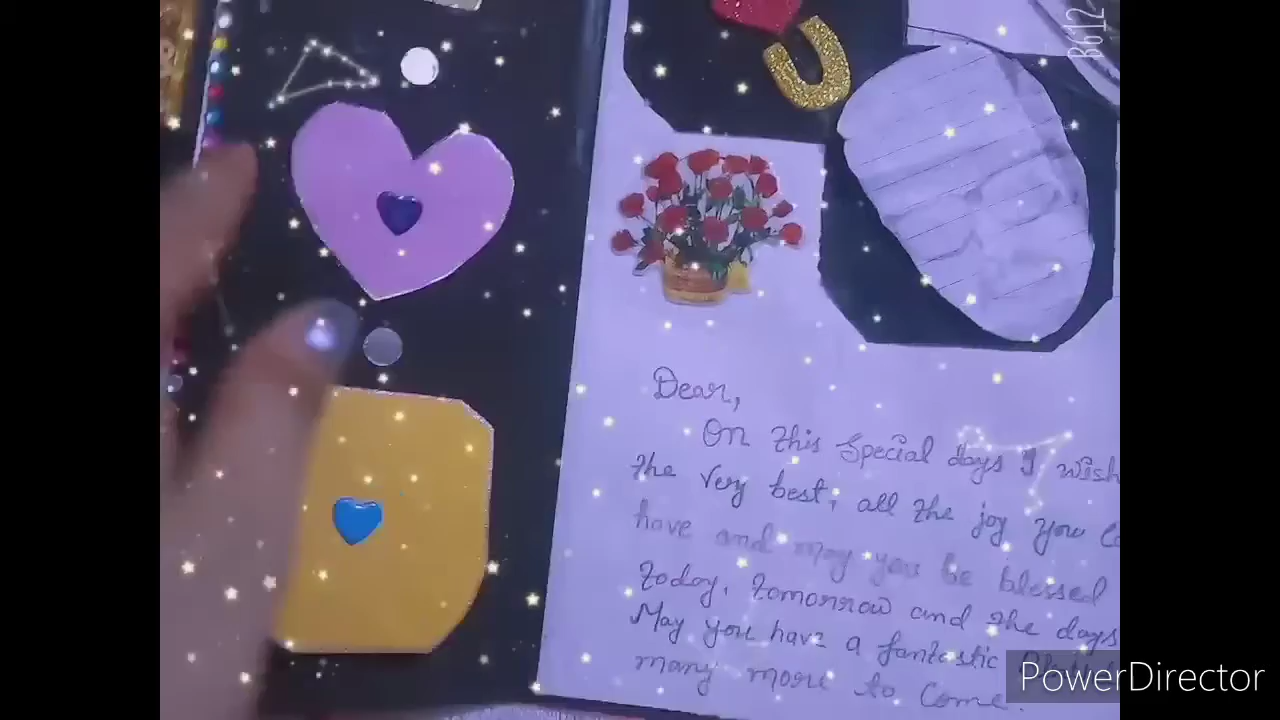 B612
Dear,
On this special days I wish
the very best, all the joy you
have and may you be blessed
today, tomorrow and the days
May you have a fantastic
many more to come.
PowerDirector